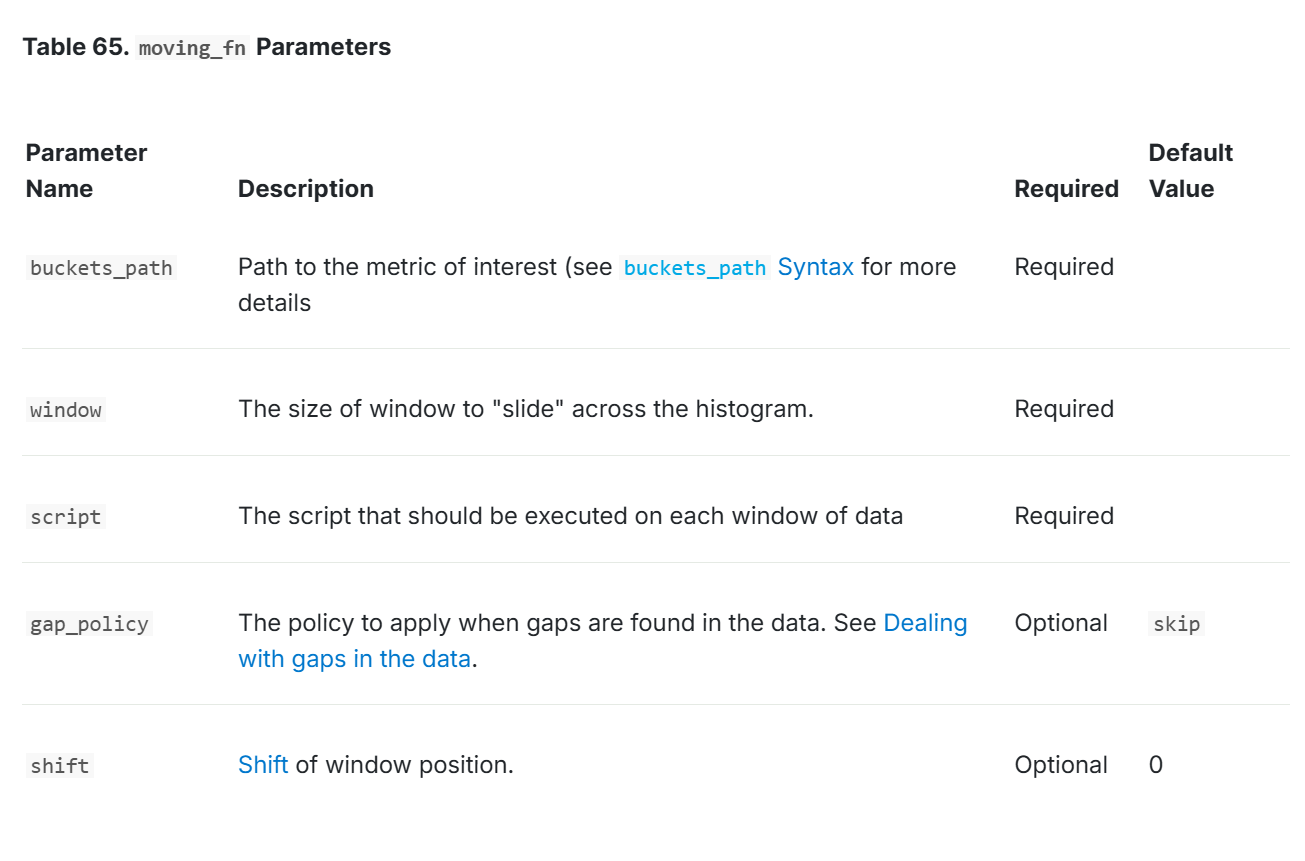 Table 65. moving_fn Parameters
Parameter
Name
Description
Required
Default
Value
buckets_path
Path to the metric of interest (see buckets_path Syntax for more
details
Required
window
The size of window to "slide" across the histogram.
Required
script
The script that should be executed on each window of data
Required
gap_policy
The policy to apply when gaps are found in the data. See Dealing
with gaps in the data.
Optional
skip
shift
Shift of window position.
Optional
0